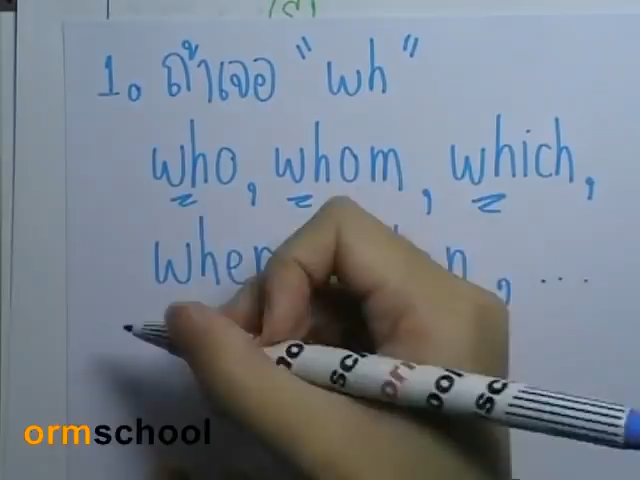 1. ถ้าเจอ "wh"
who, whom, which,
, ...
ormschool